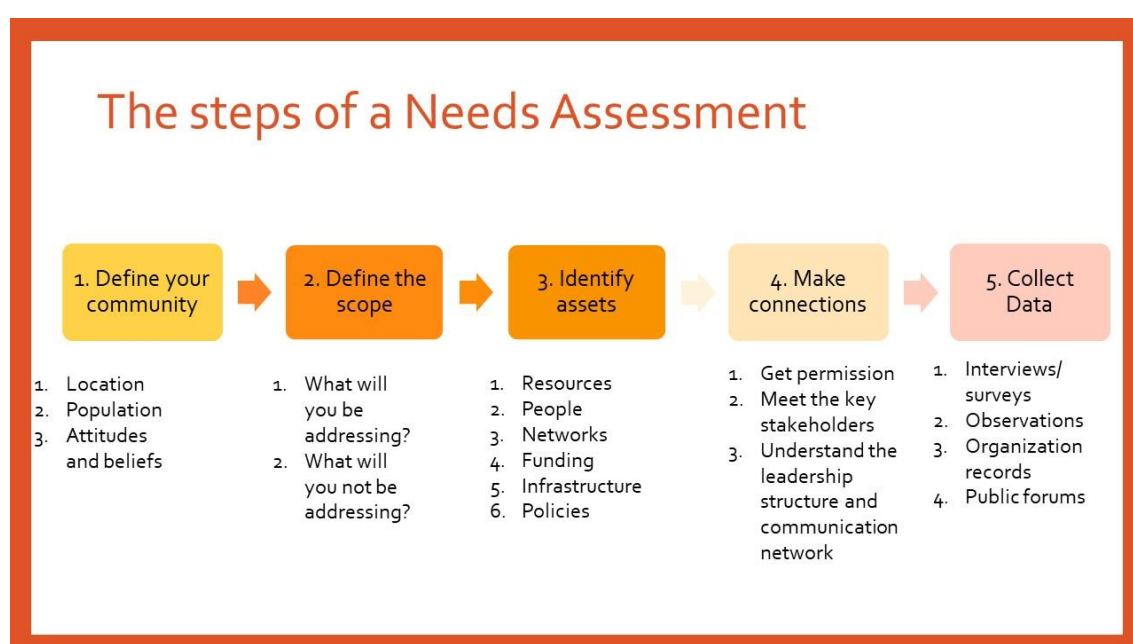 The steps of a Needs Assessment
1. Define your
community
1. Location
2. Population
3. Attitudes
and beliefs
2. Define the
scope
1. What will
you be
addressing?
2. What will
you not be
addressing?
3. Identify
assets
1. Resources
2. People
3. Networks
4. Funding
5. Infrastructure
6. Policies
4. Make
connections
1. Get permission
2. Meet the key
stakeholders
3. Understand the
leadership
structure and
communication
network
5. Collect
Data
1. Interviews/
surveys
2. Observations
3. Organization
records
4. Public forums